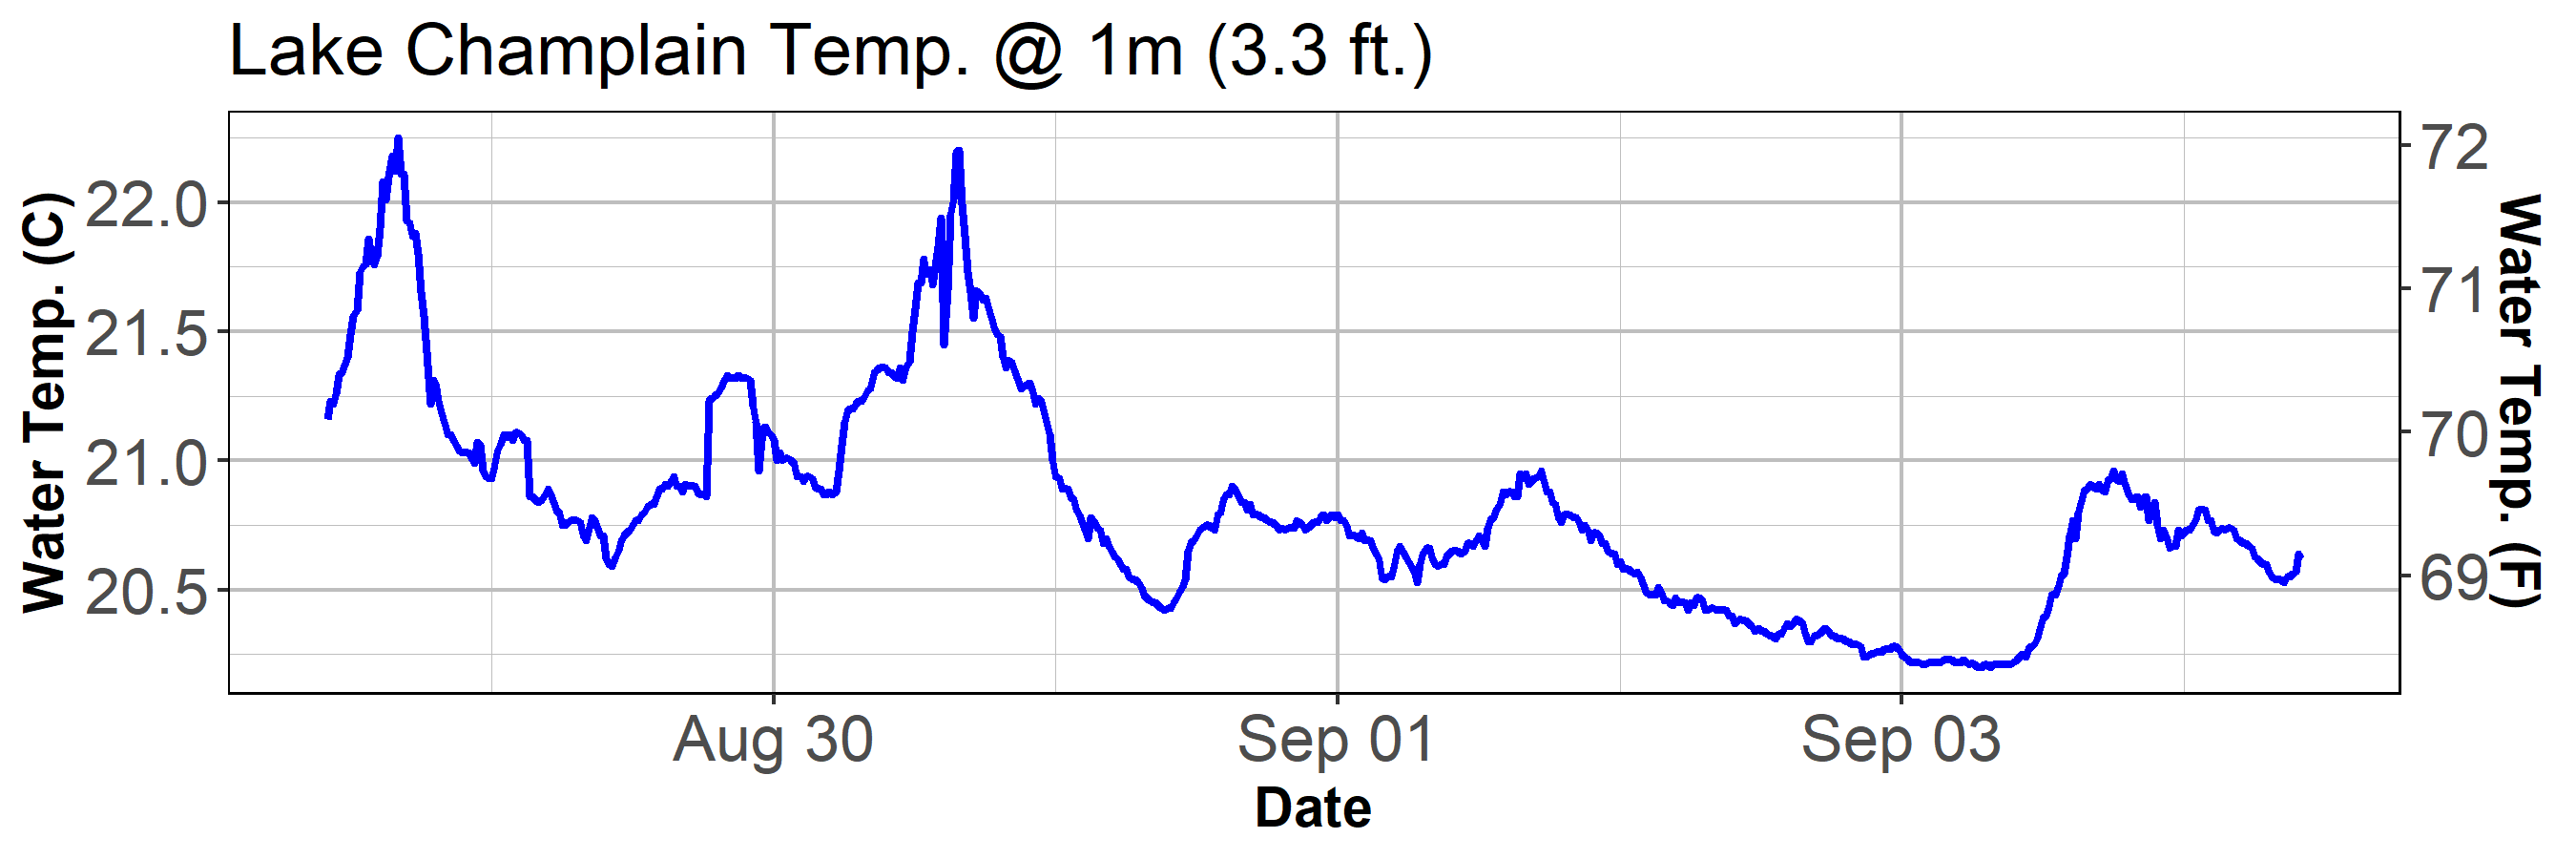 Lake Champlain Temp. @ 1m (3.3 ft.)
Water Temp. (C)
22.0
21.5
21.0
20.5
72
71
70
69
Water Temp. (F)
Aug 30
Sep 01
Sep 03
Date